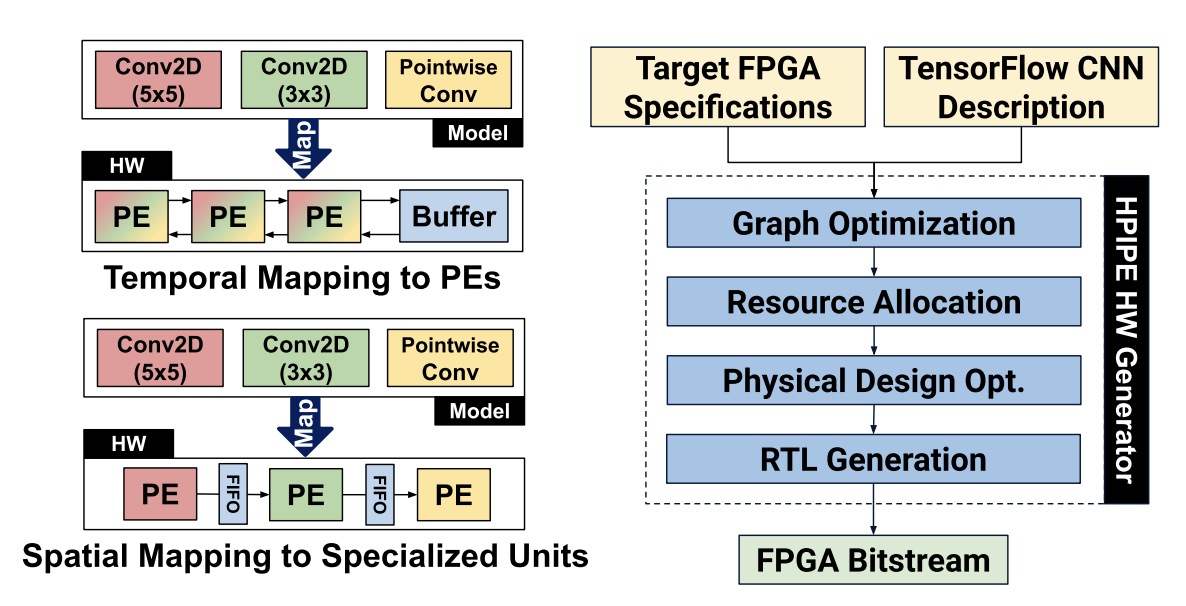 Conv2D
(5x5)
Conv2D
(3x3)
Pointwise
Conv
Model
Map
HW
PE
PE
PE
Buffer
Temporal Mapping to PEs
Conv2D
(5x5)
Conv2D
(3x3)
Pointwise
Conv
Model
Map
HW
PE
FIFO
PE
FIFO
PE
Spatial Mapping to Specialized Units
Target FPGA
Specifications
TensorFlow CNN
Description
HPIPE HW Generator
Graph Optimization
Resource Allocation
Physical Design Opt.
RTL Generation
FPGA Bitstream